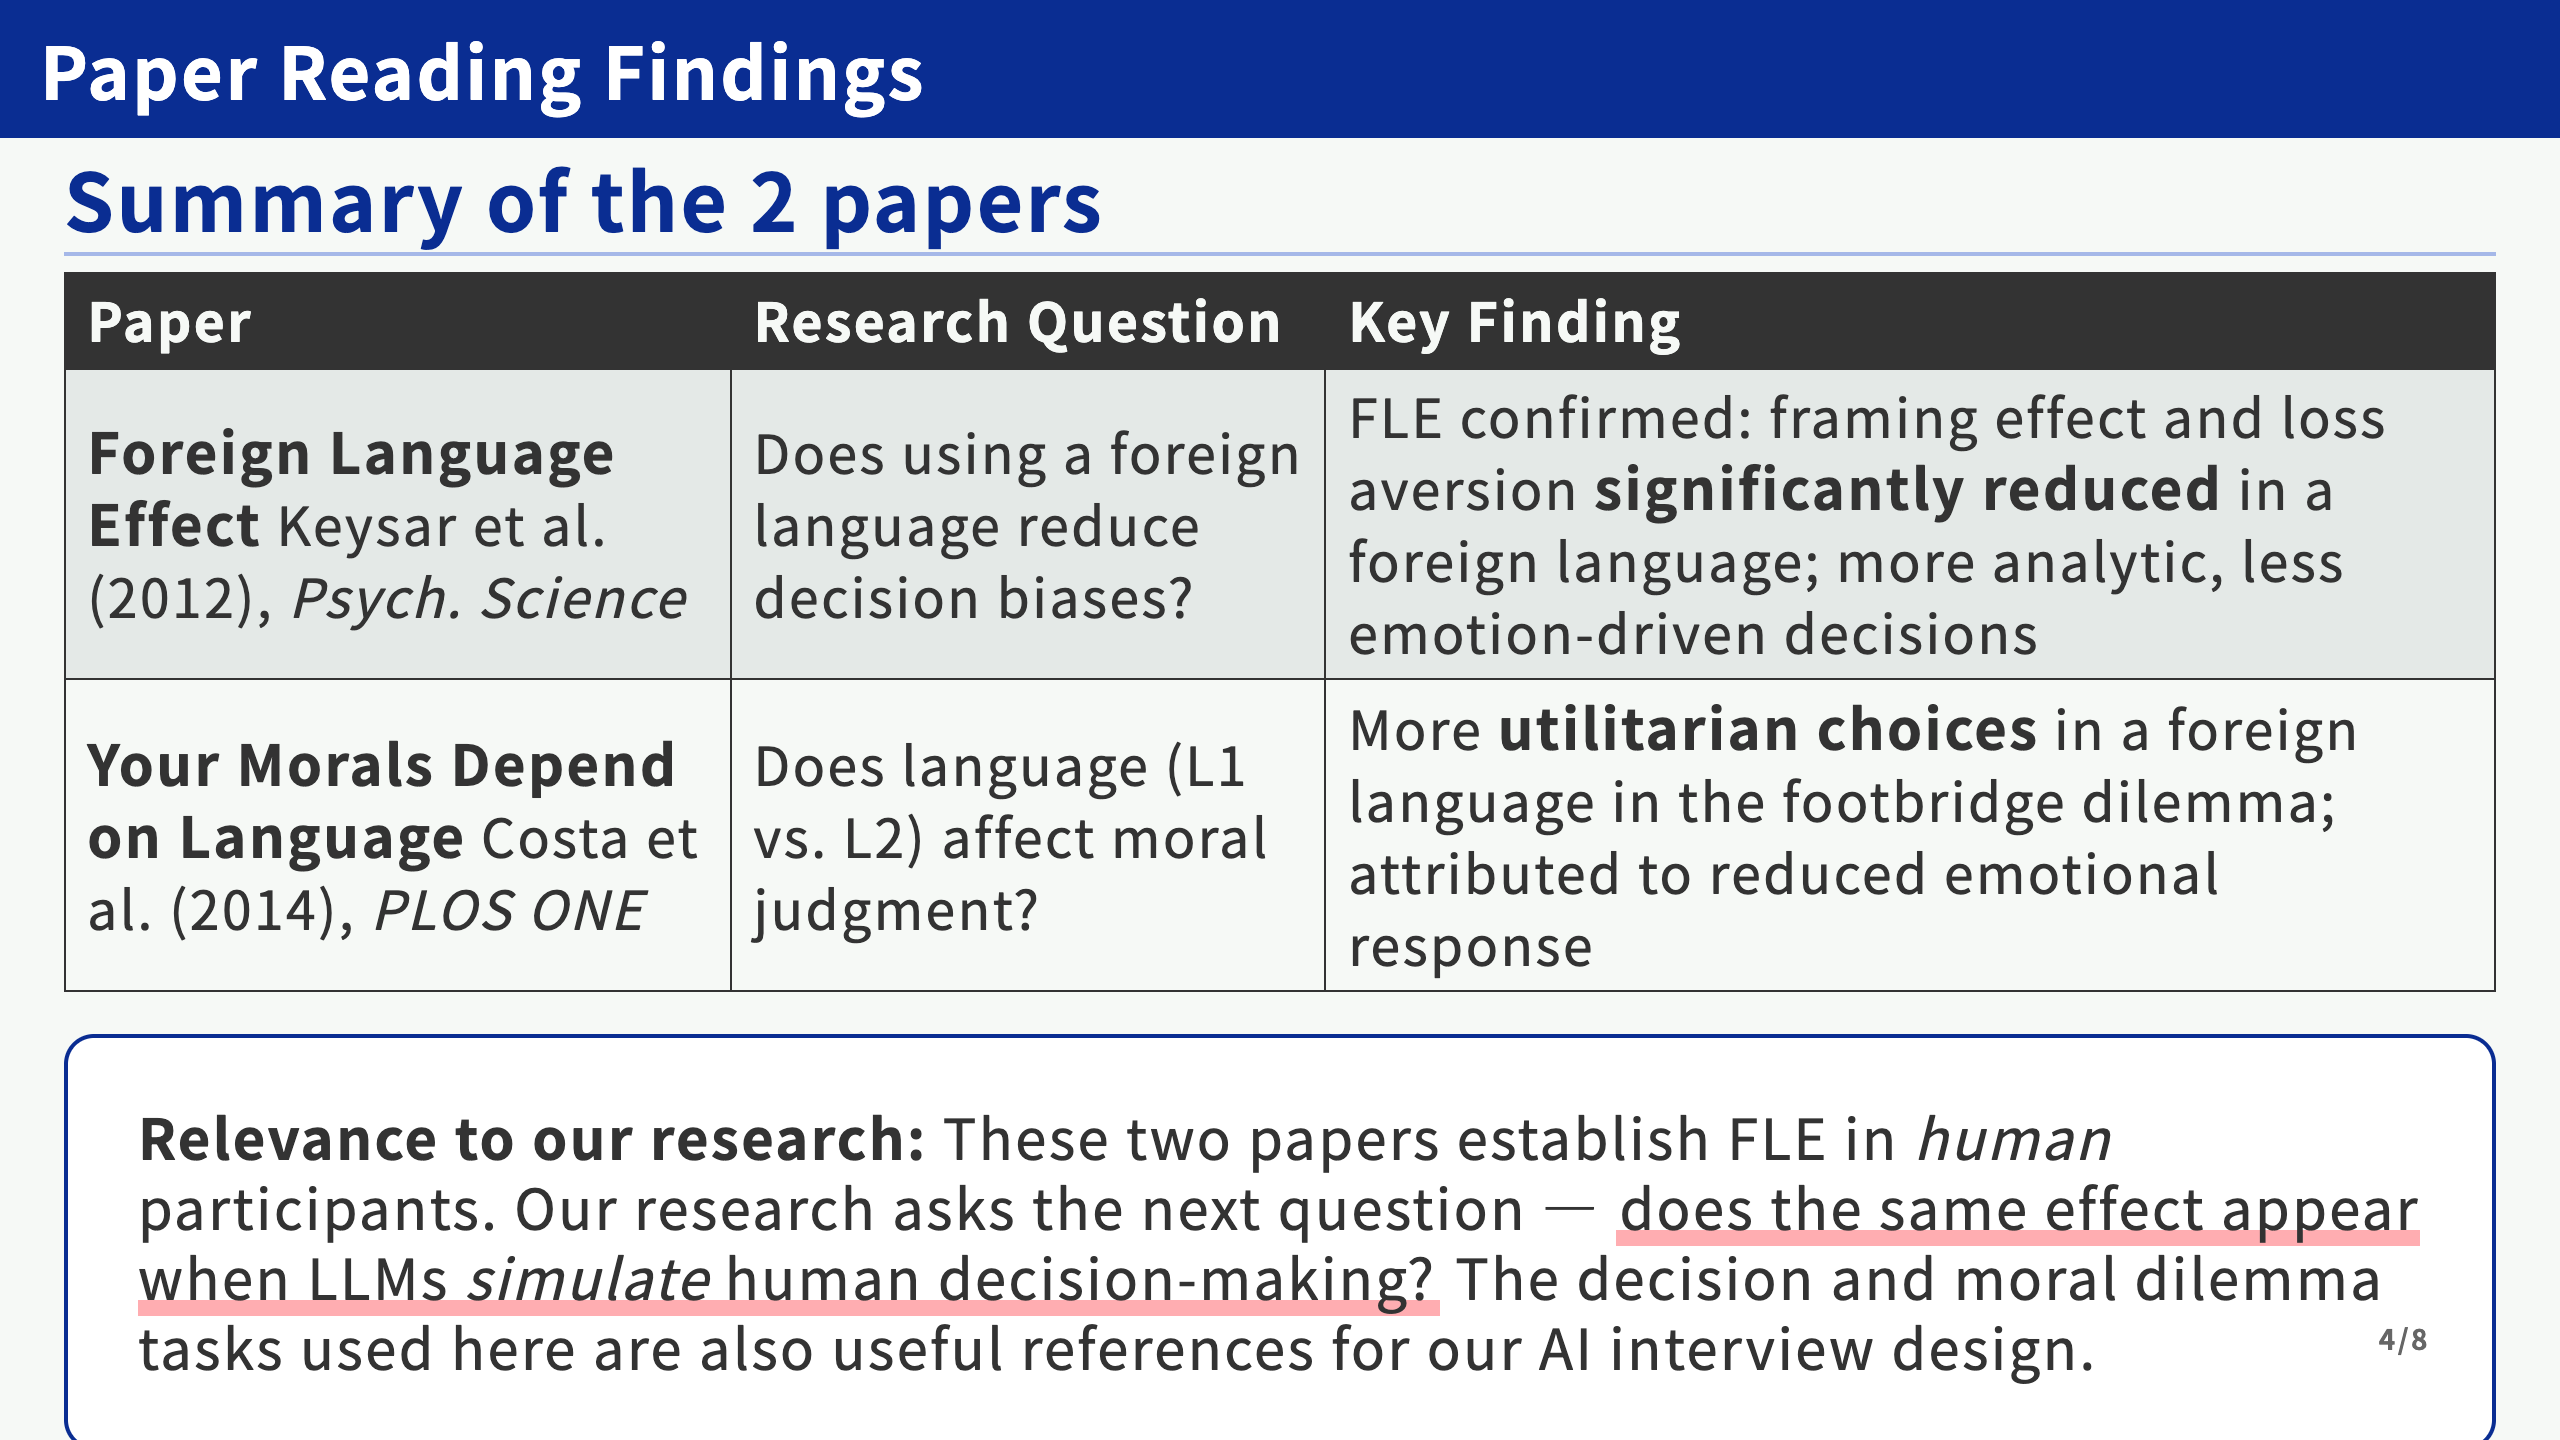 Paper Reading Findings
Summary of the 2 papers
Paper
Research Question
Key Finding
Foreign Language
Effect Keysar et al.
(2012), Psych. Science
Does using a foreign
language reduce
decision biases?
FLE confirmed: framing effect and loss
aversion significantly reduced in a
foreign language; more analytic, less
emotion-driven decisions
Your Morals Depend
on Language Costa et
al. (2014), PLOS ONE
Does language (L1
vs. L2) affect moral
judgment?
More utilitarian choices in a foreign
language in the footbridge dilemma;
attributed to reduced emotional
response
Relevance to our research: These two papers establish FLE in human
participants. Our research asks the next question — does the same effect appear
when LLMs simulate human decision-making? The decision and moral dilemma
tasks used here are also useful references for our AI interview design.
4/8